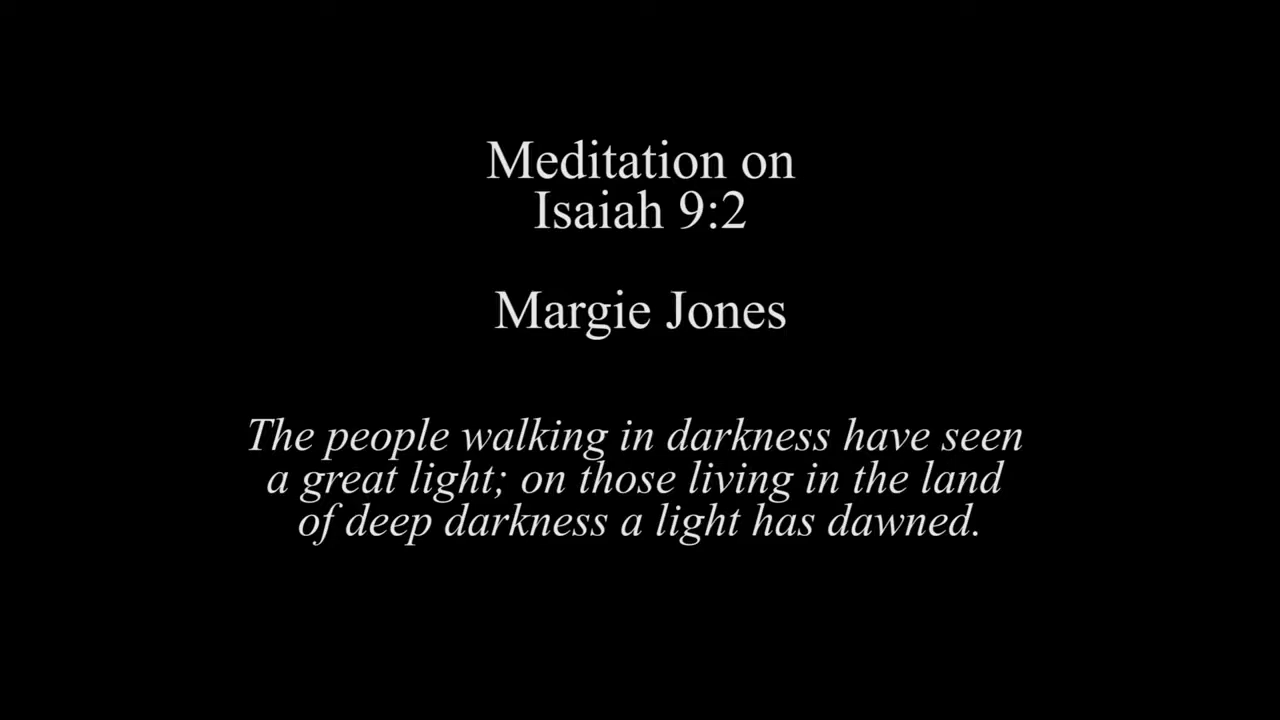 Meditation on
Isaiah 9:2
Margie Jones
The people walking in darkness have seen
a great light; on those living in the land
of deep darkness a light has dawned.